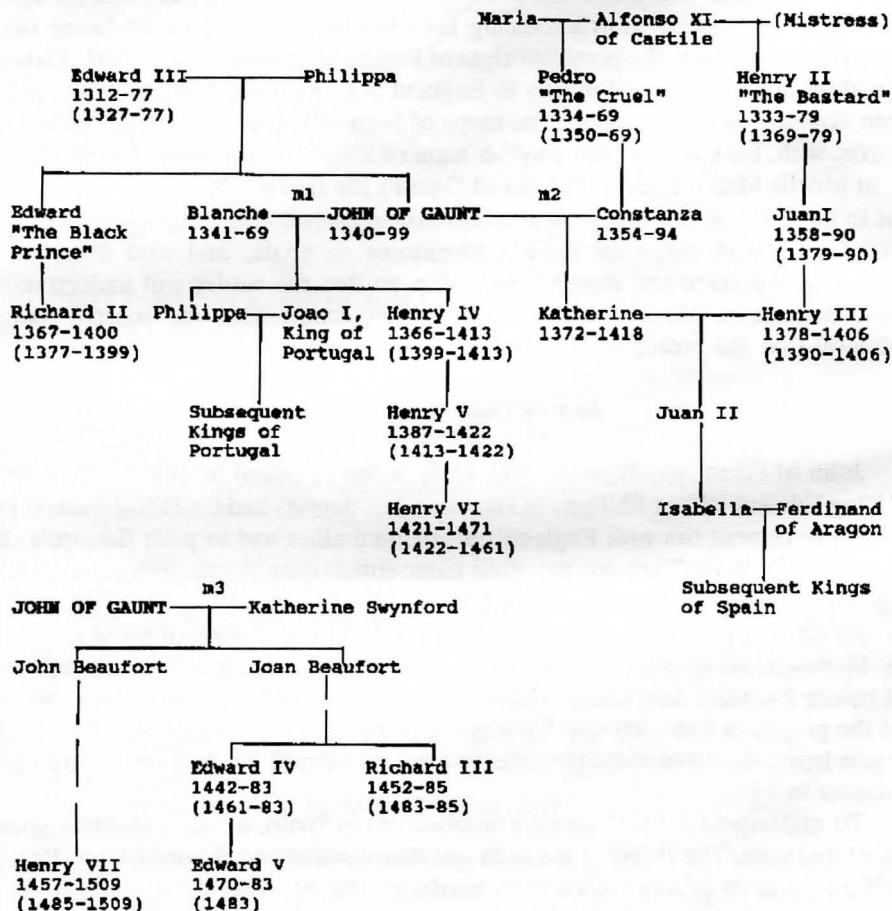 Maria Alfonso XI (Mistress)
of Castile
Edward III Philippa Pedro Henry II
1312-77 "The Cruel" "The Bastard"
(1327-77) 1334-69 1333-79
(1350-69) (1369-79)
m1 m2
Edward Blanche JOHN OF GAUNT Constanza JuanI
"The Black 1341-69 1340-99 1354-94 1358-90
Prince" (1379-90)
Richard II Philippa Joao I, Henry IV Katherine Henry III
1367-1400 King of 1366-1413 1372-1418 1378-1406
(1377-1399) Portugal (1399-1413) (1390-1406)
Subsequent Henry V Juan II
Kings of 1387-1422
Portugal (1413-1422)
Henry VI Isabella Ferdinand
1421-1471 of Aragon
(1422-1461)
Subsequent Kings
of Spain
m3
JOHN OF GAUNT Katherine Swynford
John Beaufort Joan Beaufort
Edward IV Richard III
1442-83 1452-85
(1461-83) (1483-85)
Henry VII Edward V
1457-1509 1470-83
(1485-1509) (1483)